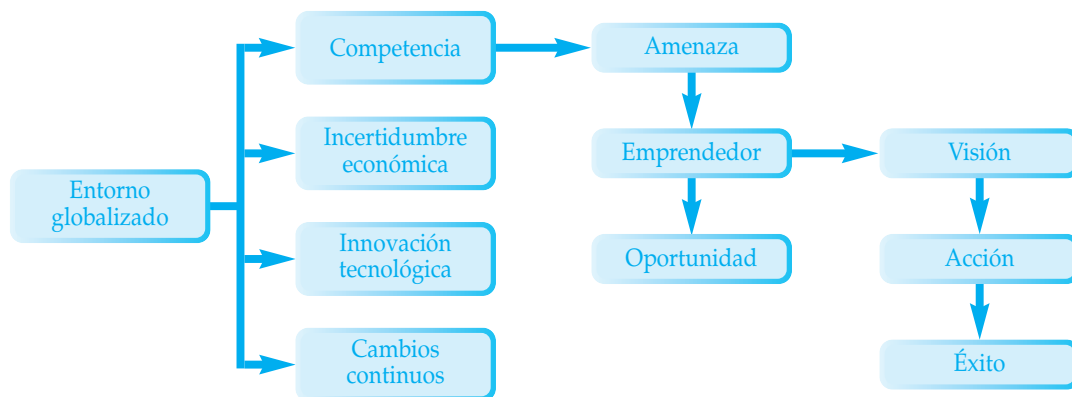 Entorno
globalizado
Competencia
Incertidumbre
económica
Innovación
tecnológica
Cambios
continuos
Amenaza
Emprendedor
Oportunidad
Visión
Acción
Éxito